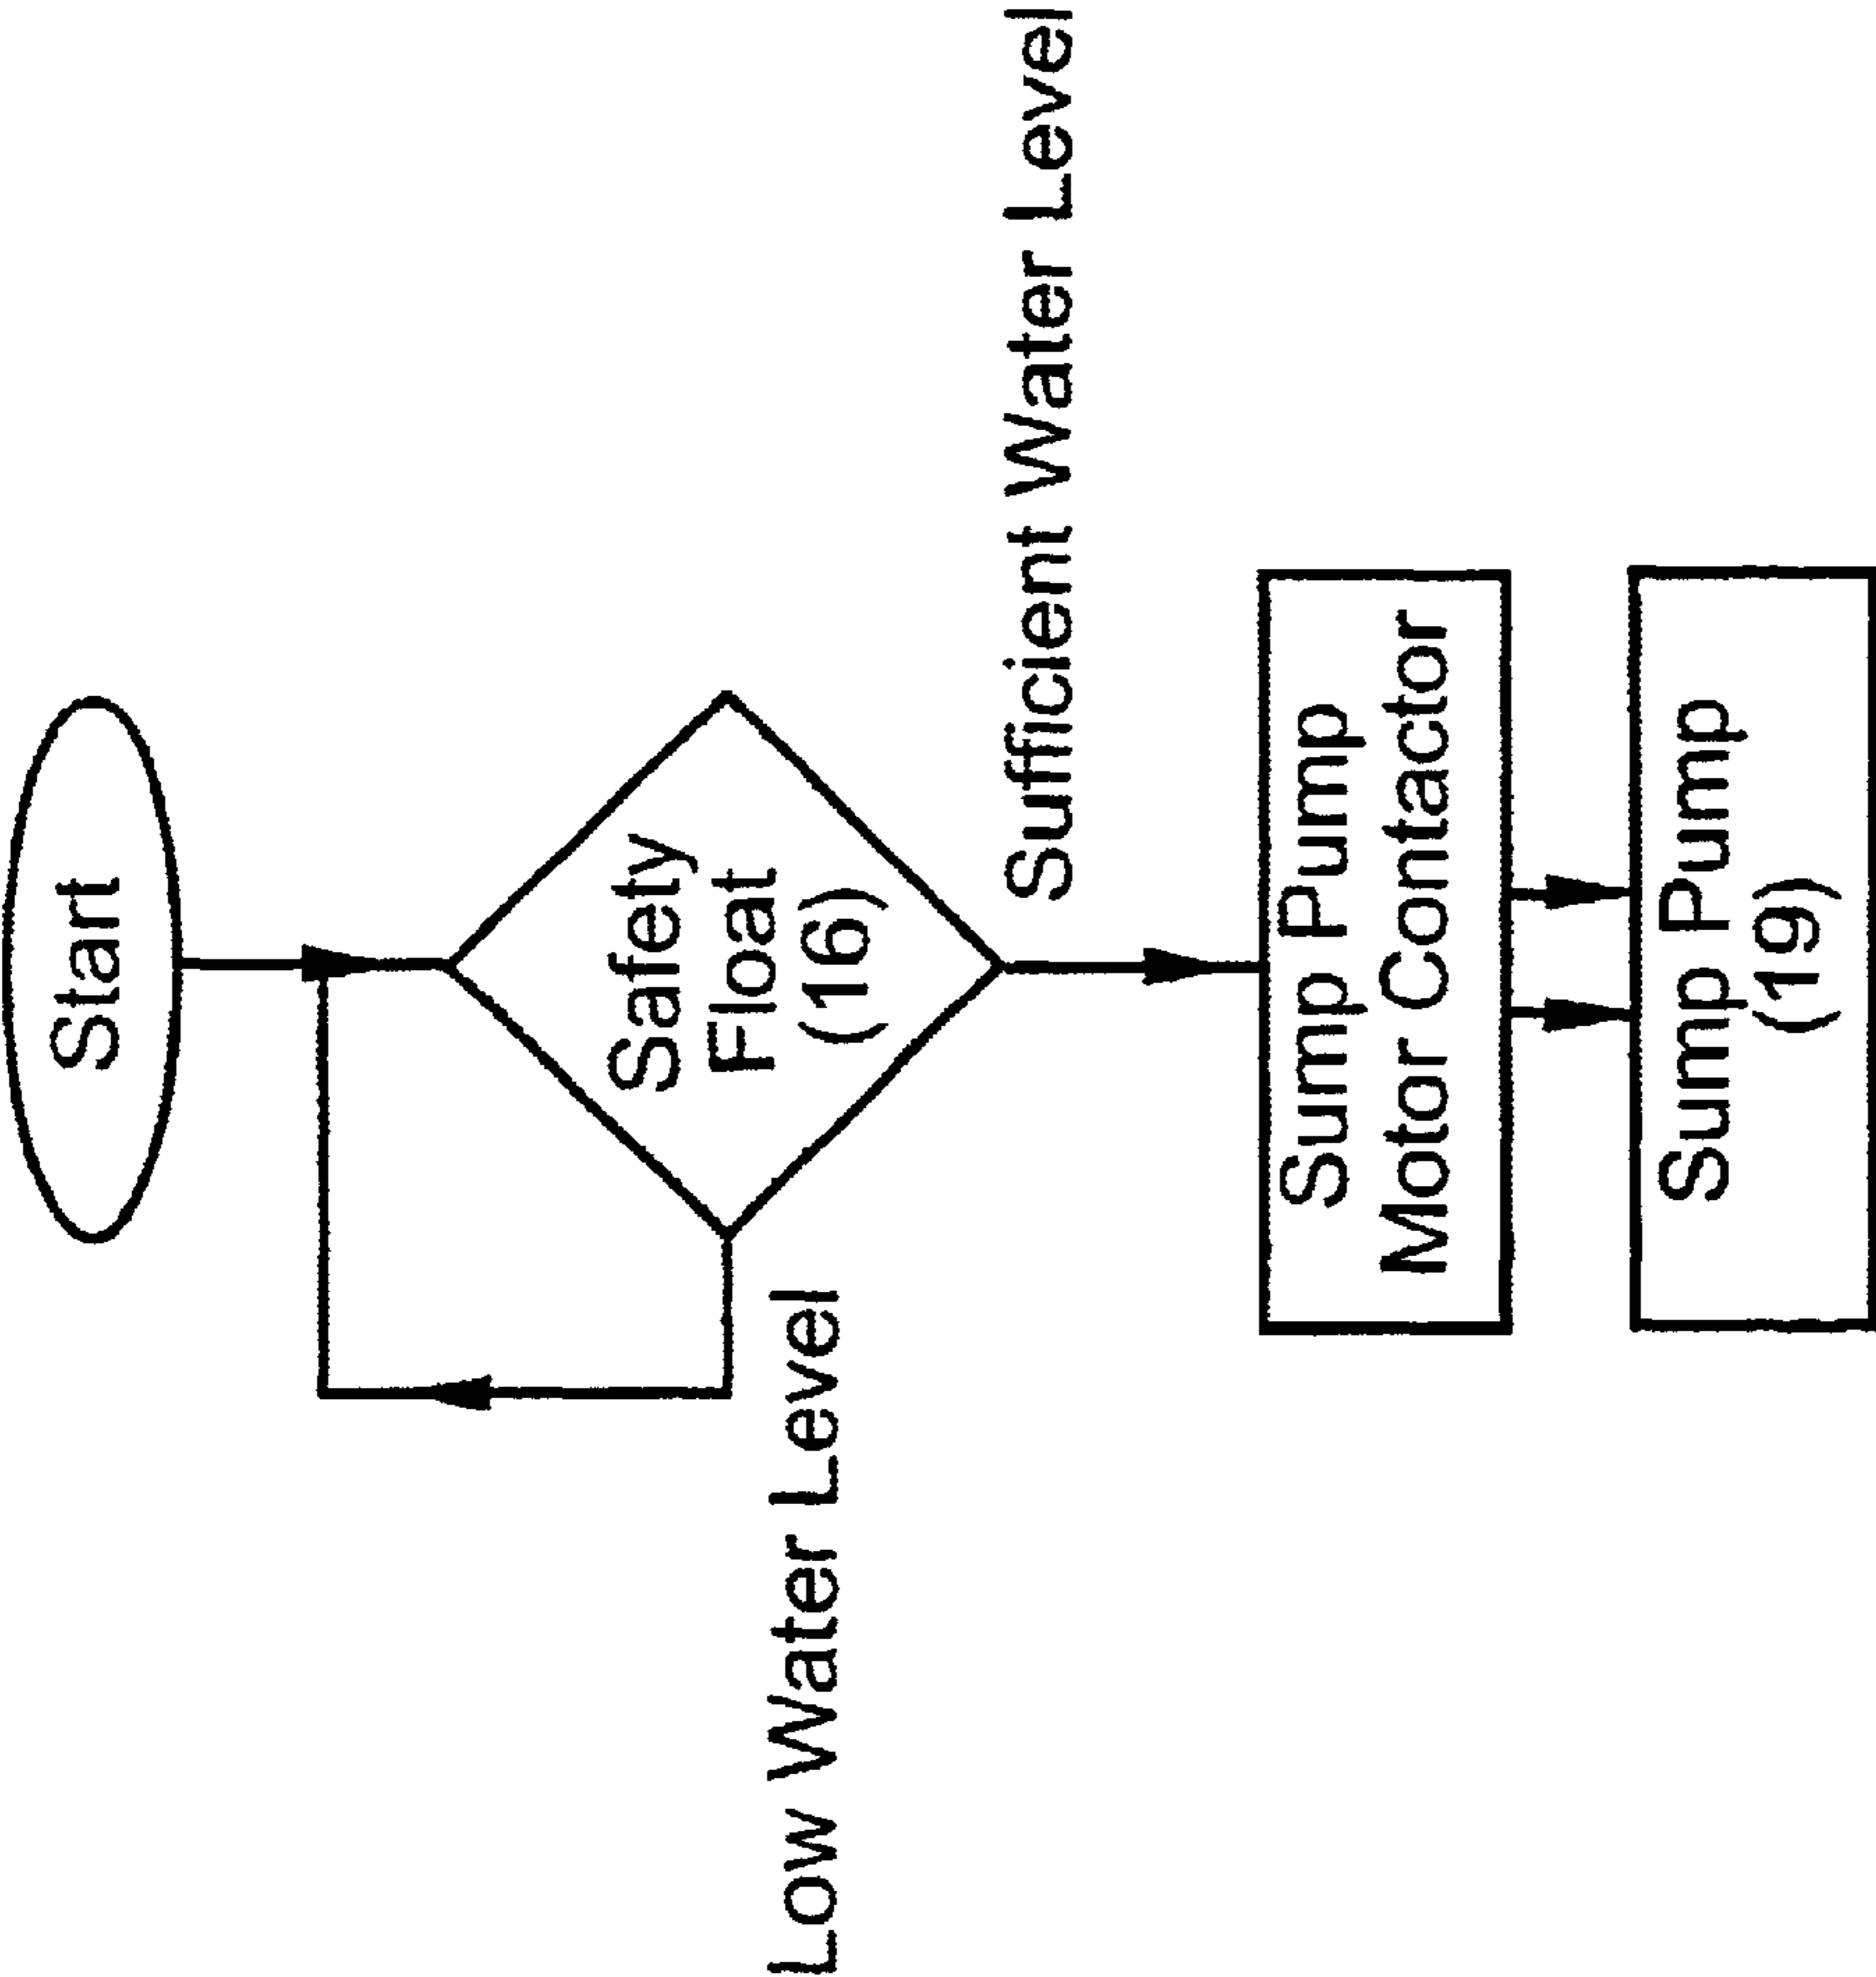 Start
Safety
Float
(16)
Low Water Level
Sufficient Water Level
Sump Pump
Motor Contactor
Sump Pump
(19)